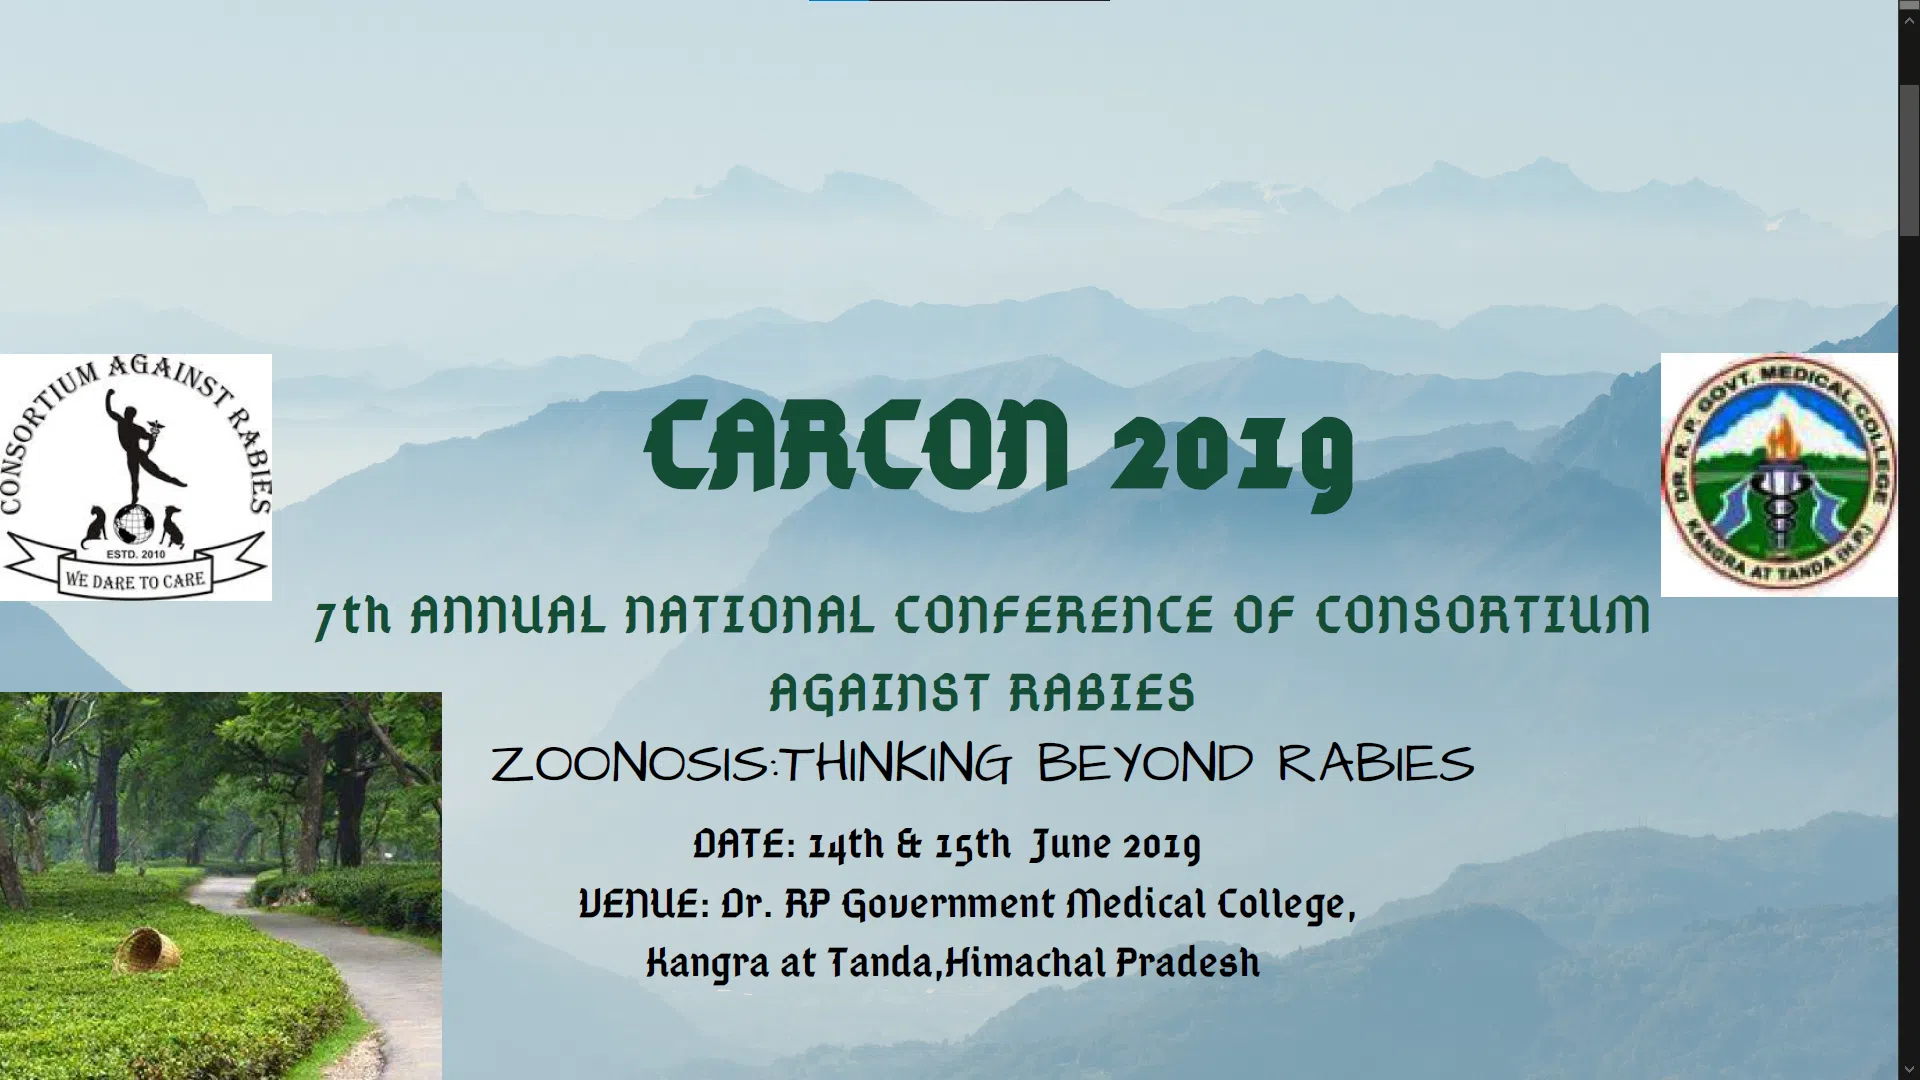 CONSORTIUM AGAINST RABIES
ESTD. 2010
WE DARE TO CARE
DR. R. P. GOVT. MEDICAL COLLEGE
KANGRA AT TANDA (H.P.)
CARCON 2019
7th ANNUAL NATIONAL CONFERENCE OF CONSORTIUM
AGAINST RABIES
ZOONOSIS:THINKING BEYOND RABIES
DATE: 14th & 15th June 2019
VENUE: Dr. RP Government Medical College,
Kangra at Tanda,Himachal Pradesh